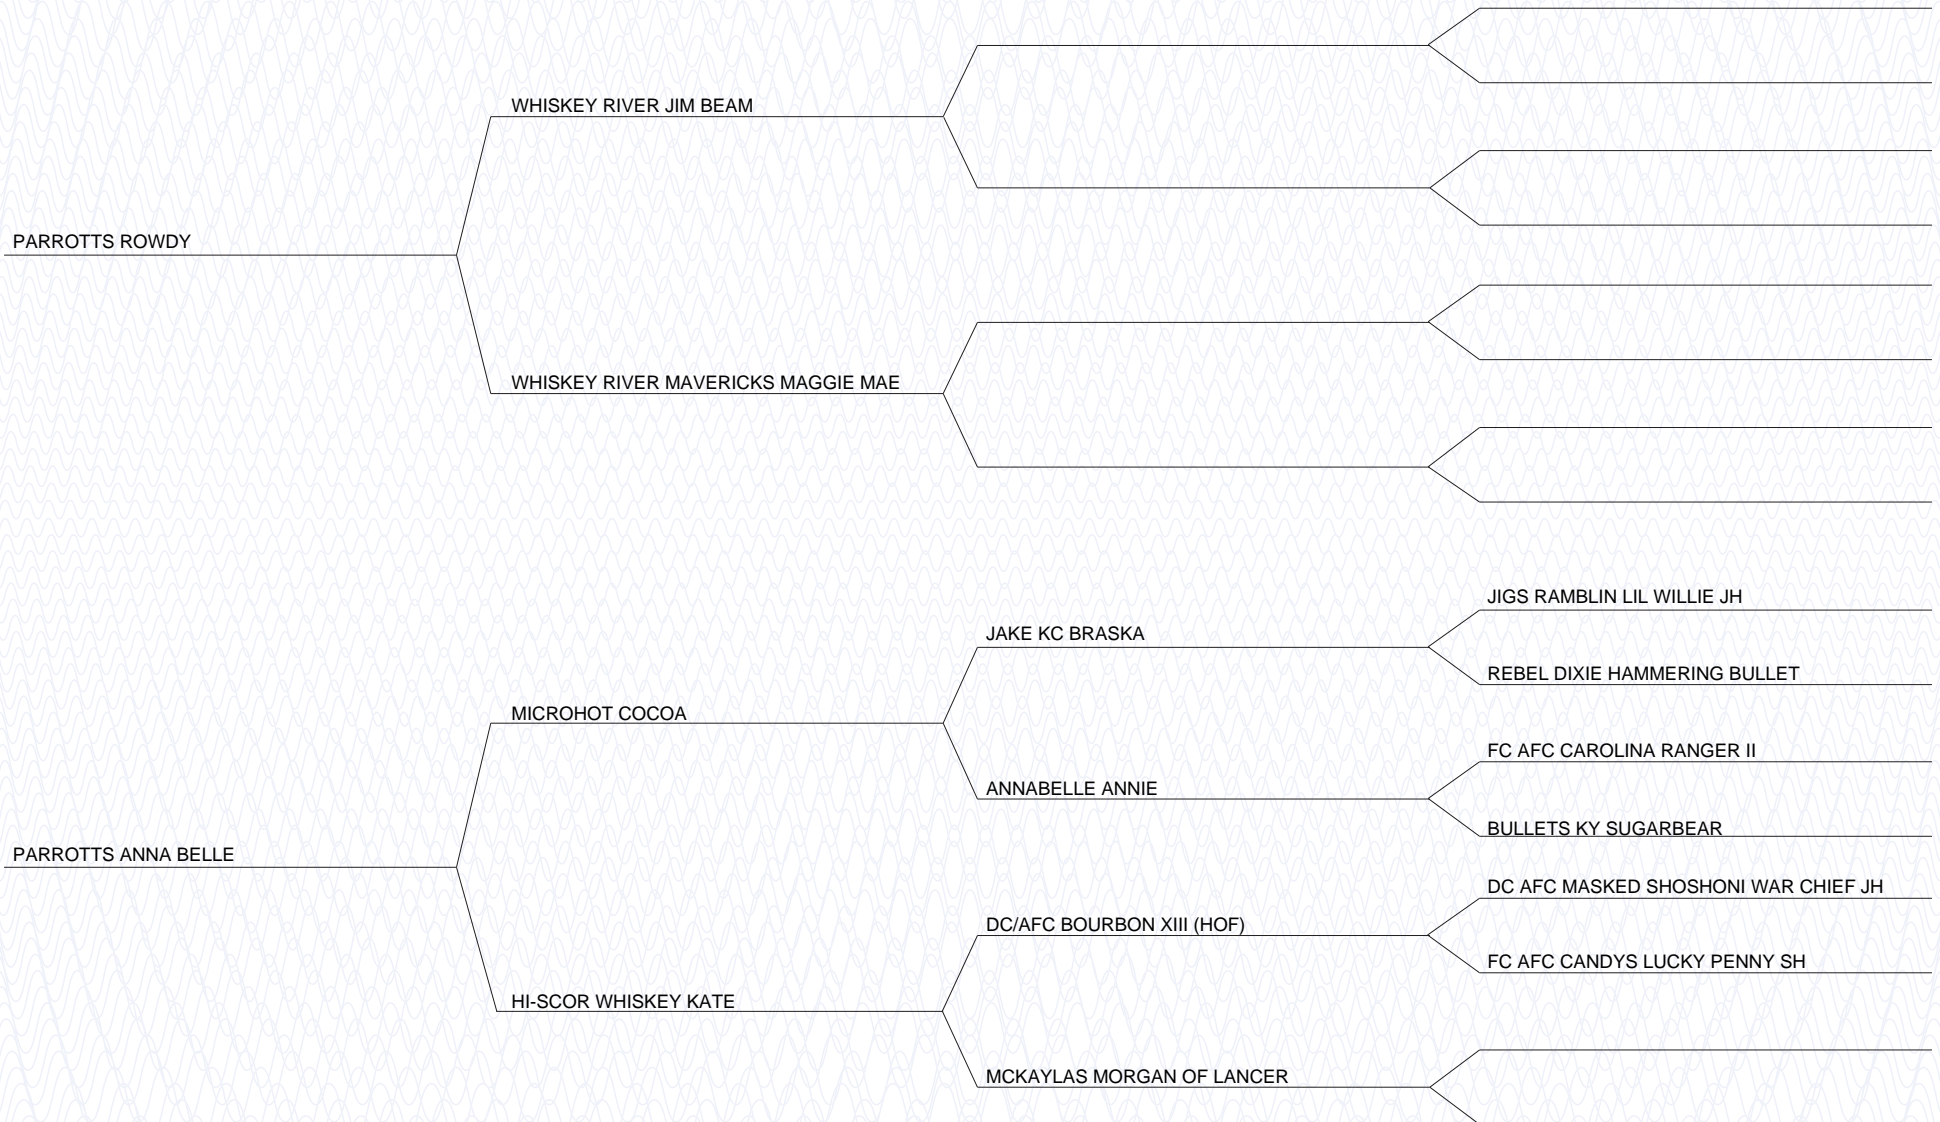 WHISKEY RIVER JIM BEAM
PARROTTS ROWDY
WHISKEY RIVER MAVERICKS MAGGIE MAE
JIGS RAMBLIN LIL WILLIE JH
JAKE KC BRASKA
REBEL DIXIE HAMMERING BULLET
MICROHOT COCOA
FC AFC CAROLINA RANGER II
ANNABELLE ANNIE
BULLETS KY SUGARBEAR
PARROTTS ANNA BELLE
DC AFC MASKED SHOSHONI WAR CHIEF JH
DC/AFC BOURBON XIII (HOF)
FC AFC CANDYS LUCKY PENNY SH
HI-SCOR WHISKEY KATE
MCKAYLAS MORGAN OF LANCER